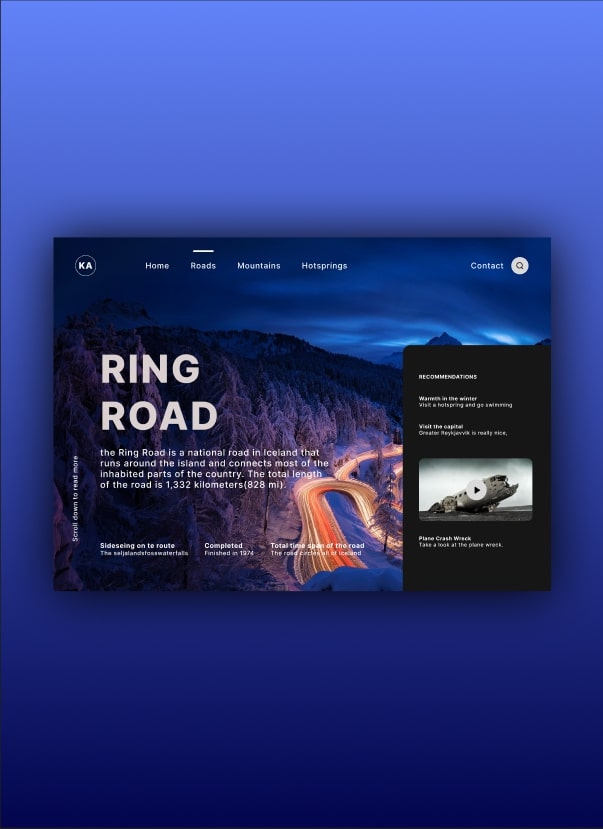 KA
Home Roads Mountains Hotsprings Contact
RING
ROAD
the Ring Road is a national road in Iceland that
runs around the island and connects most of the
inhabited parts of the country. The total length
of the road is 1,332 kilometers(828 mi).
Scroll down to read more
Sideseing on te route
The seljalandsfosswaterfalls
Completed
Finished in 1974
Total time span of the road
The road circles all of Iceland
RECOMMENDATIONS
Warmth in the winter
Visit a hotspring and go swimming
Visit the capital
Greater Reykjavvik is really nice,
Plane Crash Wreck
Take a look at the plane wreck.